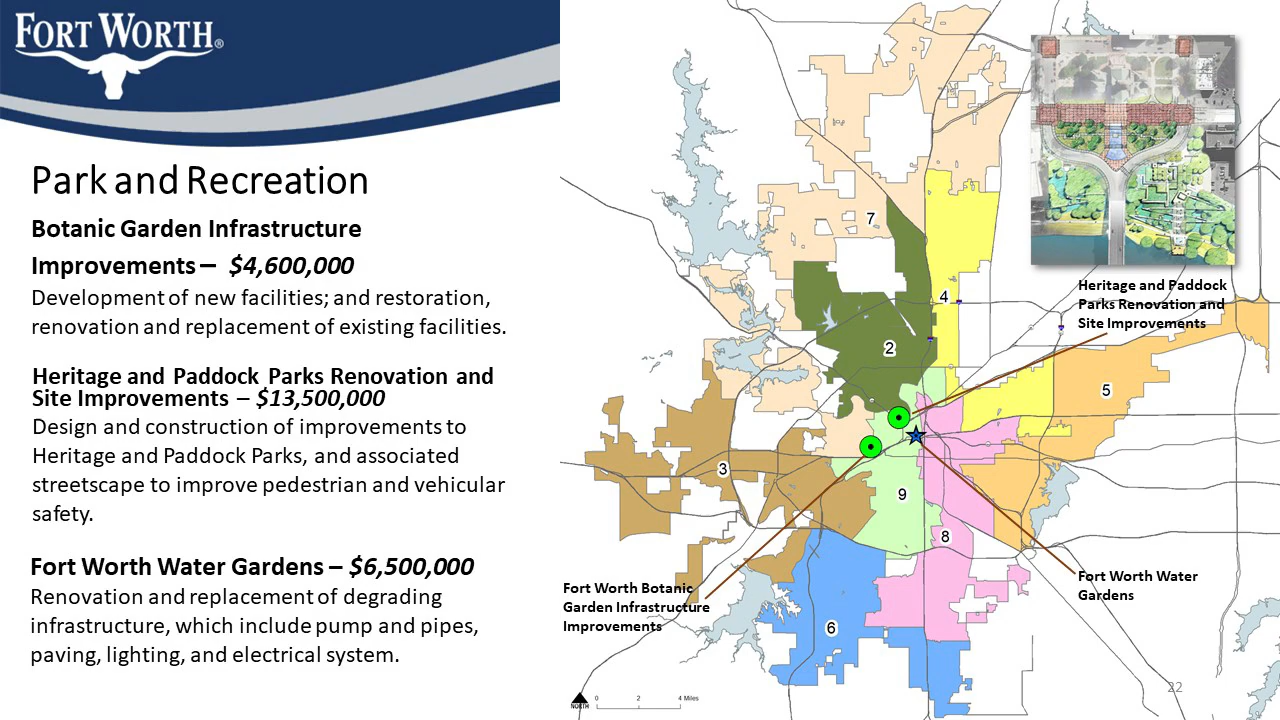 FORT WORTH®
Park and Recreation
Botanic Garden Infrastructure
Improvements – $4,600,000
Development of new facilities; and restoration,
renovation and replacement of existing facilities.
Heritage and Paddock Parks Renovation and
Site Improvements – $13,500,000
Design and construction of improvements to
Heritage and Paddock Parks, and associated
streetscape to improve pedestrian and vehicular
safety.
Fort Worth Water Gardens – $6,500,000
Renovation and replacement of degrading
infrastructure, which include pump and pipes,
paving, lighting, and electrical system.
7
4
2
5
3
9
8
6
Heritage and Paddock
Parks Renovation and
Site Improvements
Fort Worth Water
Gardens
Fort Worth Botanic
Garden Infrastructure
Improvements
NORTH
0 2 4 Miles
22